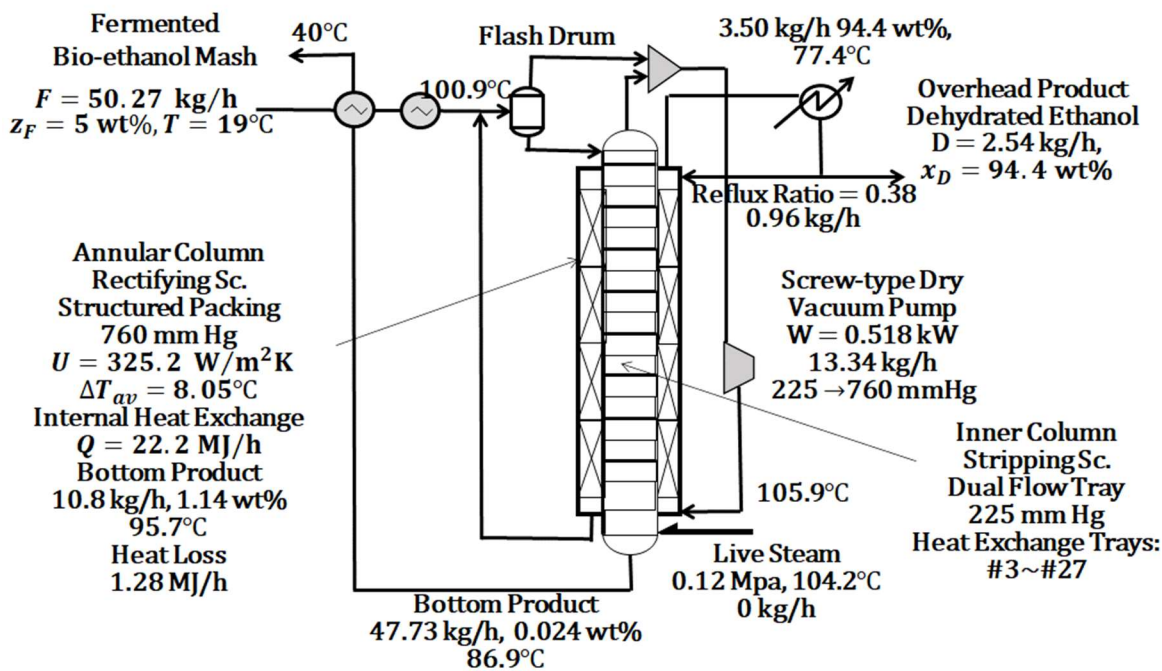 Fermented
Bio-ethanol Mash
F = 50.27 kg/h
z_F = 5 wt%, T = 19°C
40°C
100.9°C
Flash Drum
3.50 kg/h 94.4 wt%,
77.4°C
Overhead Product
Dehydrated Ethanol
D = 2.54 kg/h,
x_D = 94.4 wt%
Reflux Ratio = 0.38
0.96 kg/h
Annular Column
Rectifying Sc.
Structured Packing
760 mm Hg
U = 325.2 W/m²K
ΔT_av = 8.05°C
Internal Heat Exchange
Q = 22.2 MJ/h
Bottom Product
10.8 kg/h, 1.14 wt%
95.7°C
Heat Loss
1.28 MJ/h
Screw-type Dry
Vacuum Pump
W = 0.518 kW
13.34 kg/h
225 →760 mmHg
Inner Column
Stripping Sc.
Dual Flow Tray
225 mm Hg
Heat Exchange Trays:
#3~#27
105.9°C
Live Steam
0.12 Mpa, 104.2°C
0 kg/h
Bottom Product
47.73 kg/h, 0.024 wt%
86.9°C